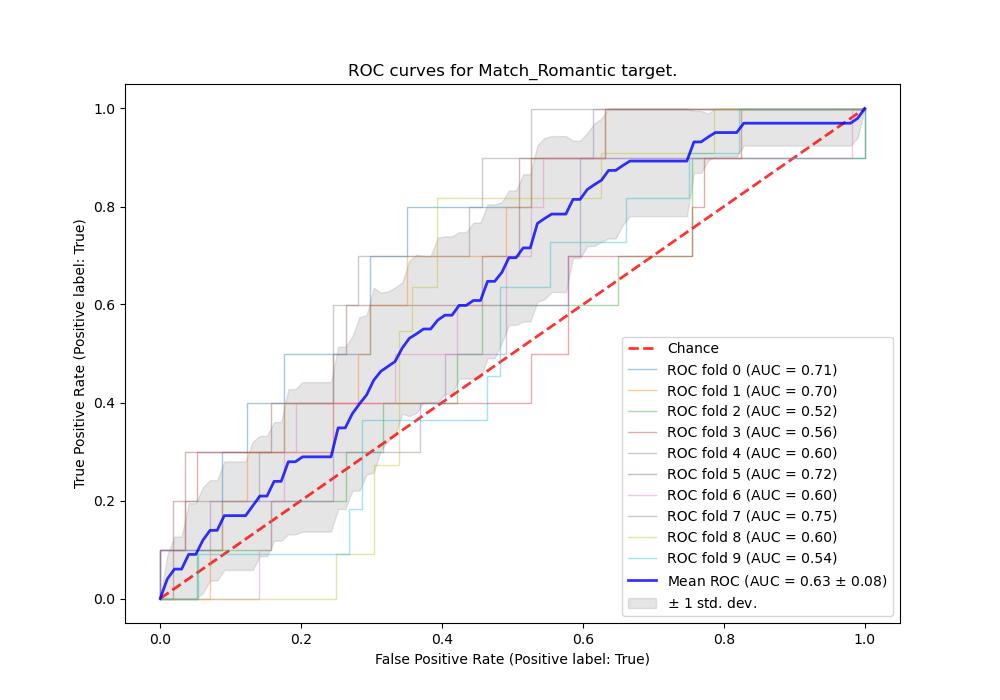 ROC curves for Match_Romantic target.
True Positive Rate (Positive label: True)
1.0
0.8
0.6
0.4
0.2
0.0
0.0 0.2 0.4 0.6 0.8 1.0
False Positive Rate (Positive label: True)
Chance
ROC fold 0 (AUC = 0.71)
ROC fold 1 (AUC = 0.70)
ROC fold 2 (AUC = 0.52)
ROC fold 3 (AUC = 0.56)
ROC fold 4 (AUC = 0.60)
ROC fold 5 (AUC = 0.72)
ROC fold 6 (AUC = 0.60)
ROC fold 7 (AUC = 0.75)
ROC fold 8 (AUC = 0.60)
ROC fold 9 (AUC = 0.54)
Mean ROC (AUC = 0.63 ± 0.08)
± 1 std. dev.